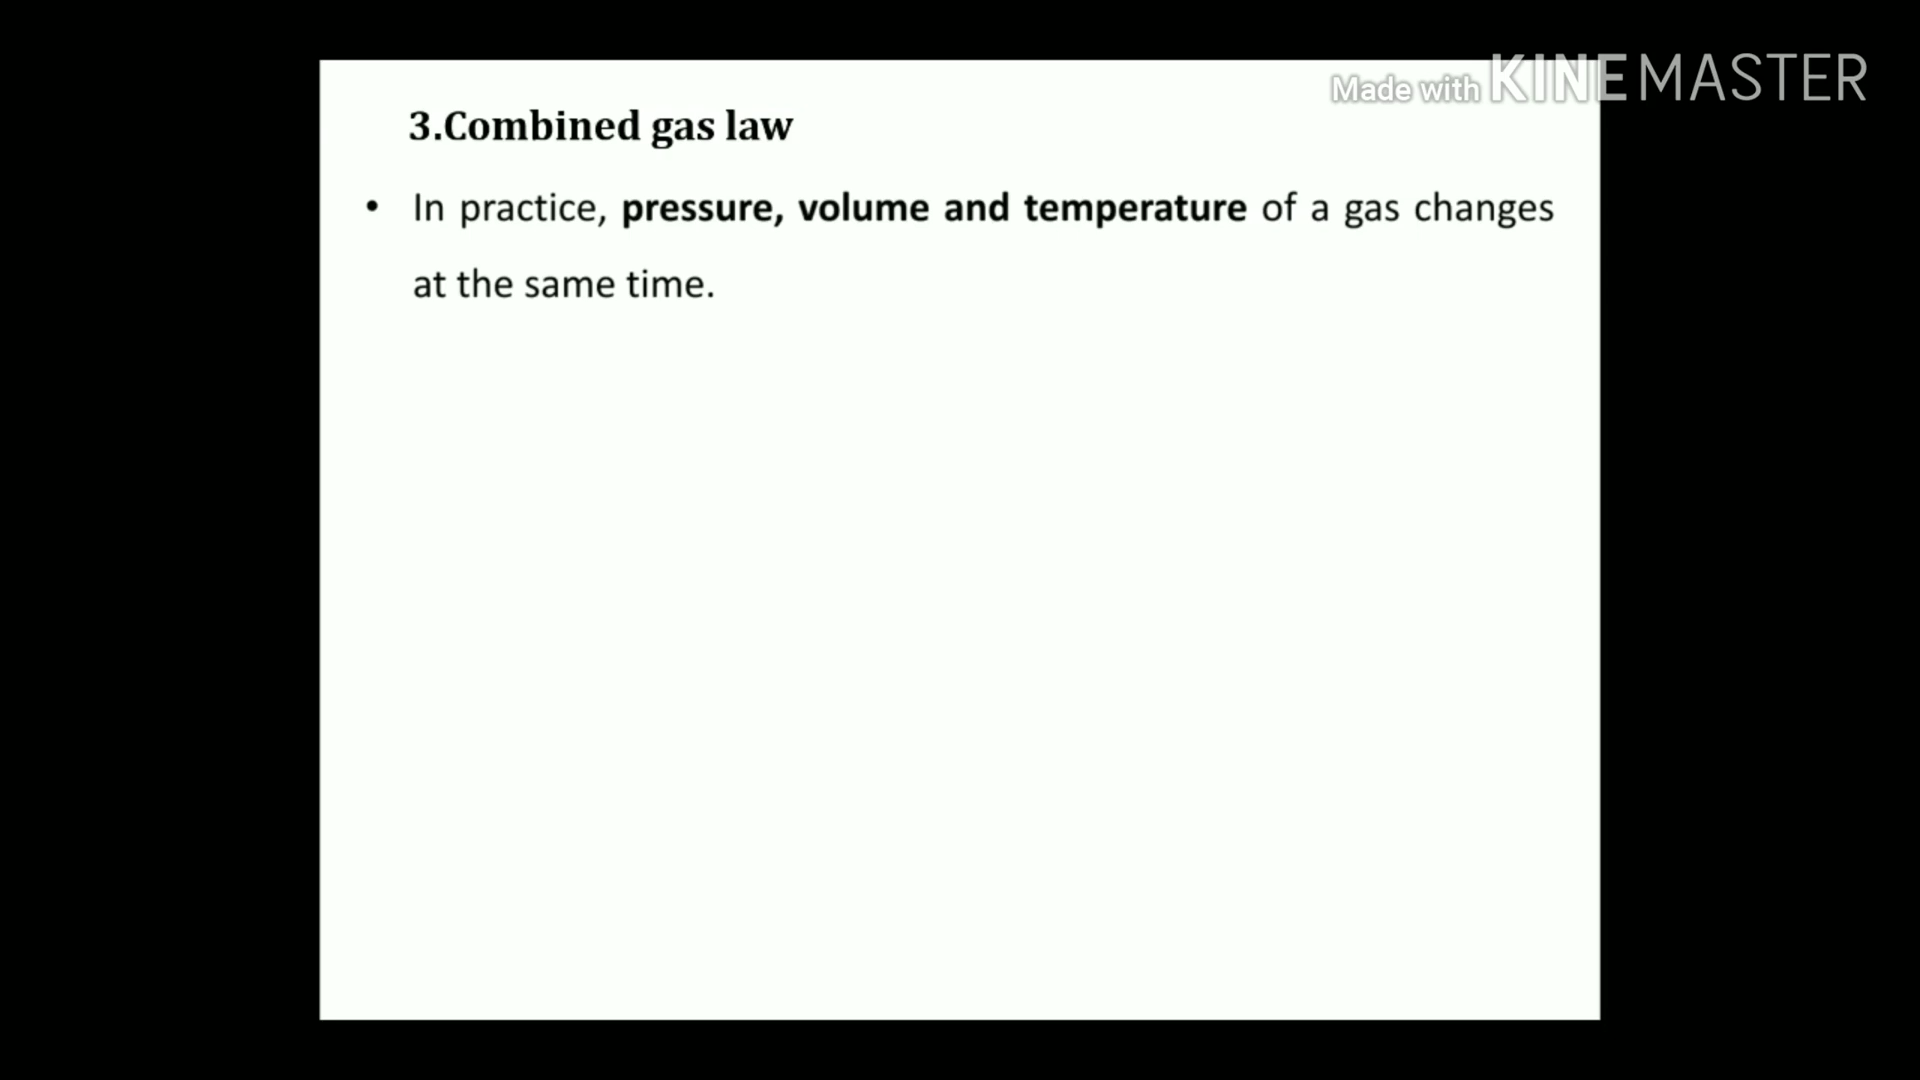 Made with KINEMASTER
3.Combined gas law
• In practice, pressure, volume and temperature of a gas changes
at the same time.